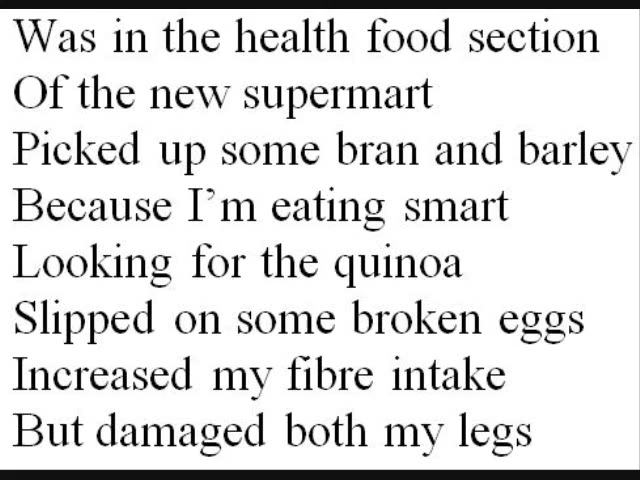 Was in the health food section
Of the new supermart
Picked up some bran and barley
Because I’m eating smart
Looking for the quinoa
Slipped on some broken eggs
Increased my fibre intake
But damaged both my legs